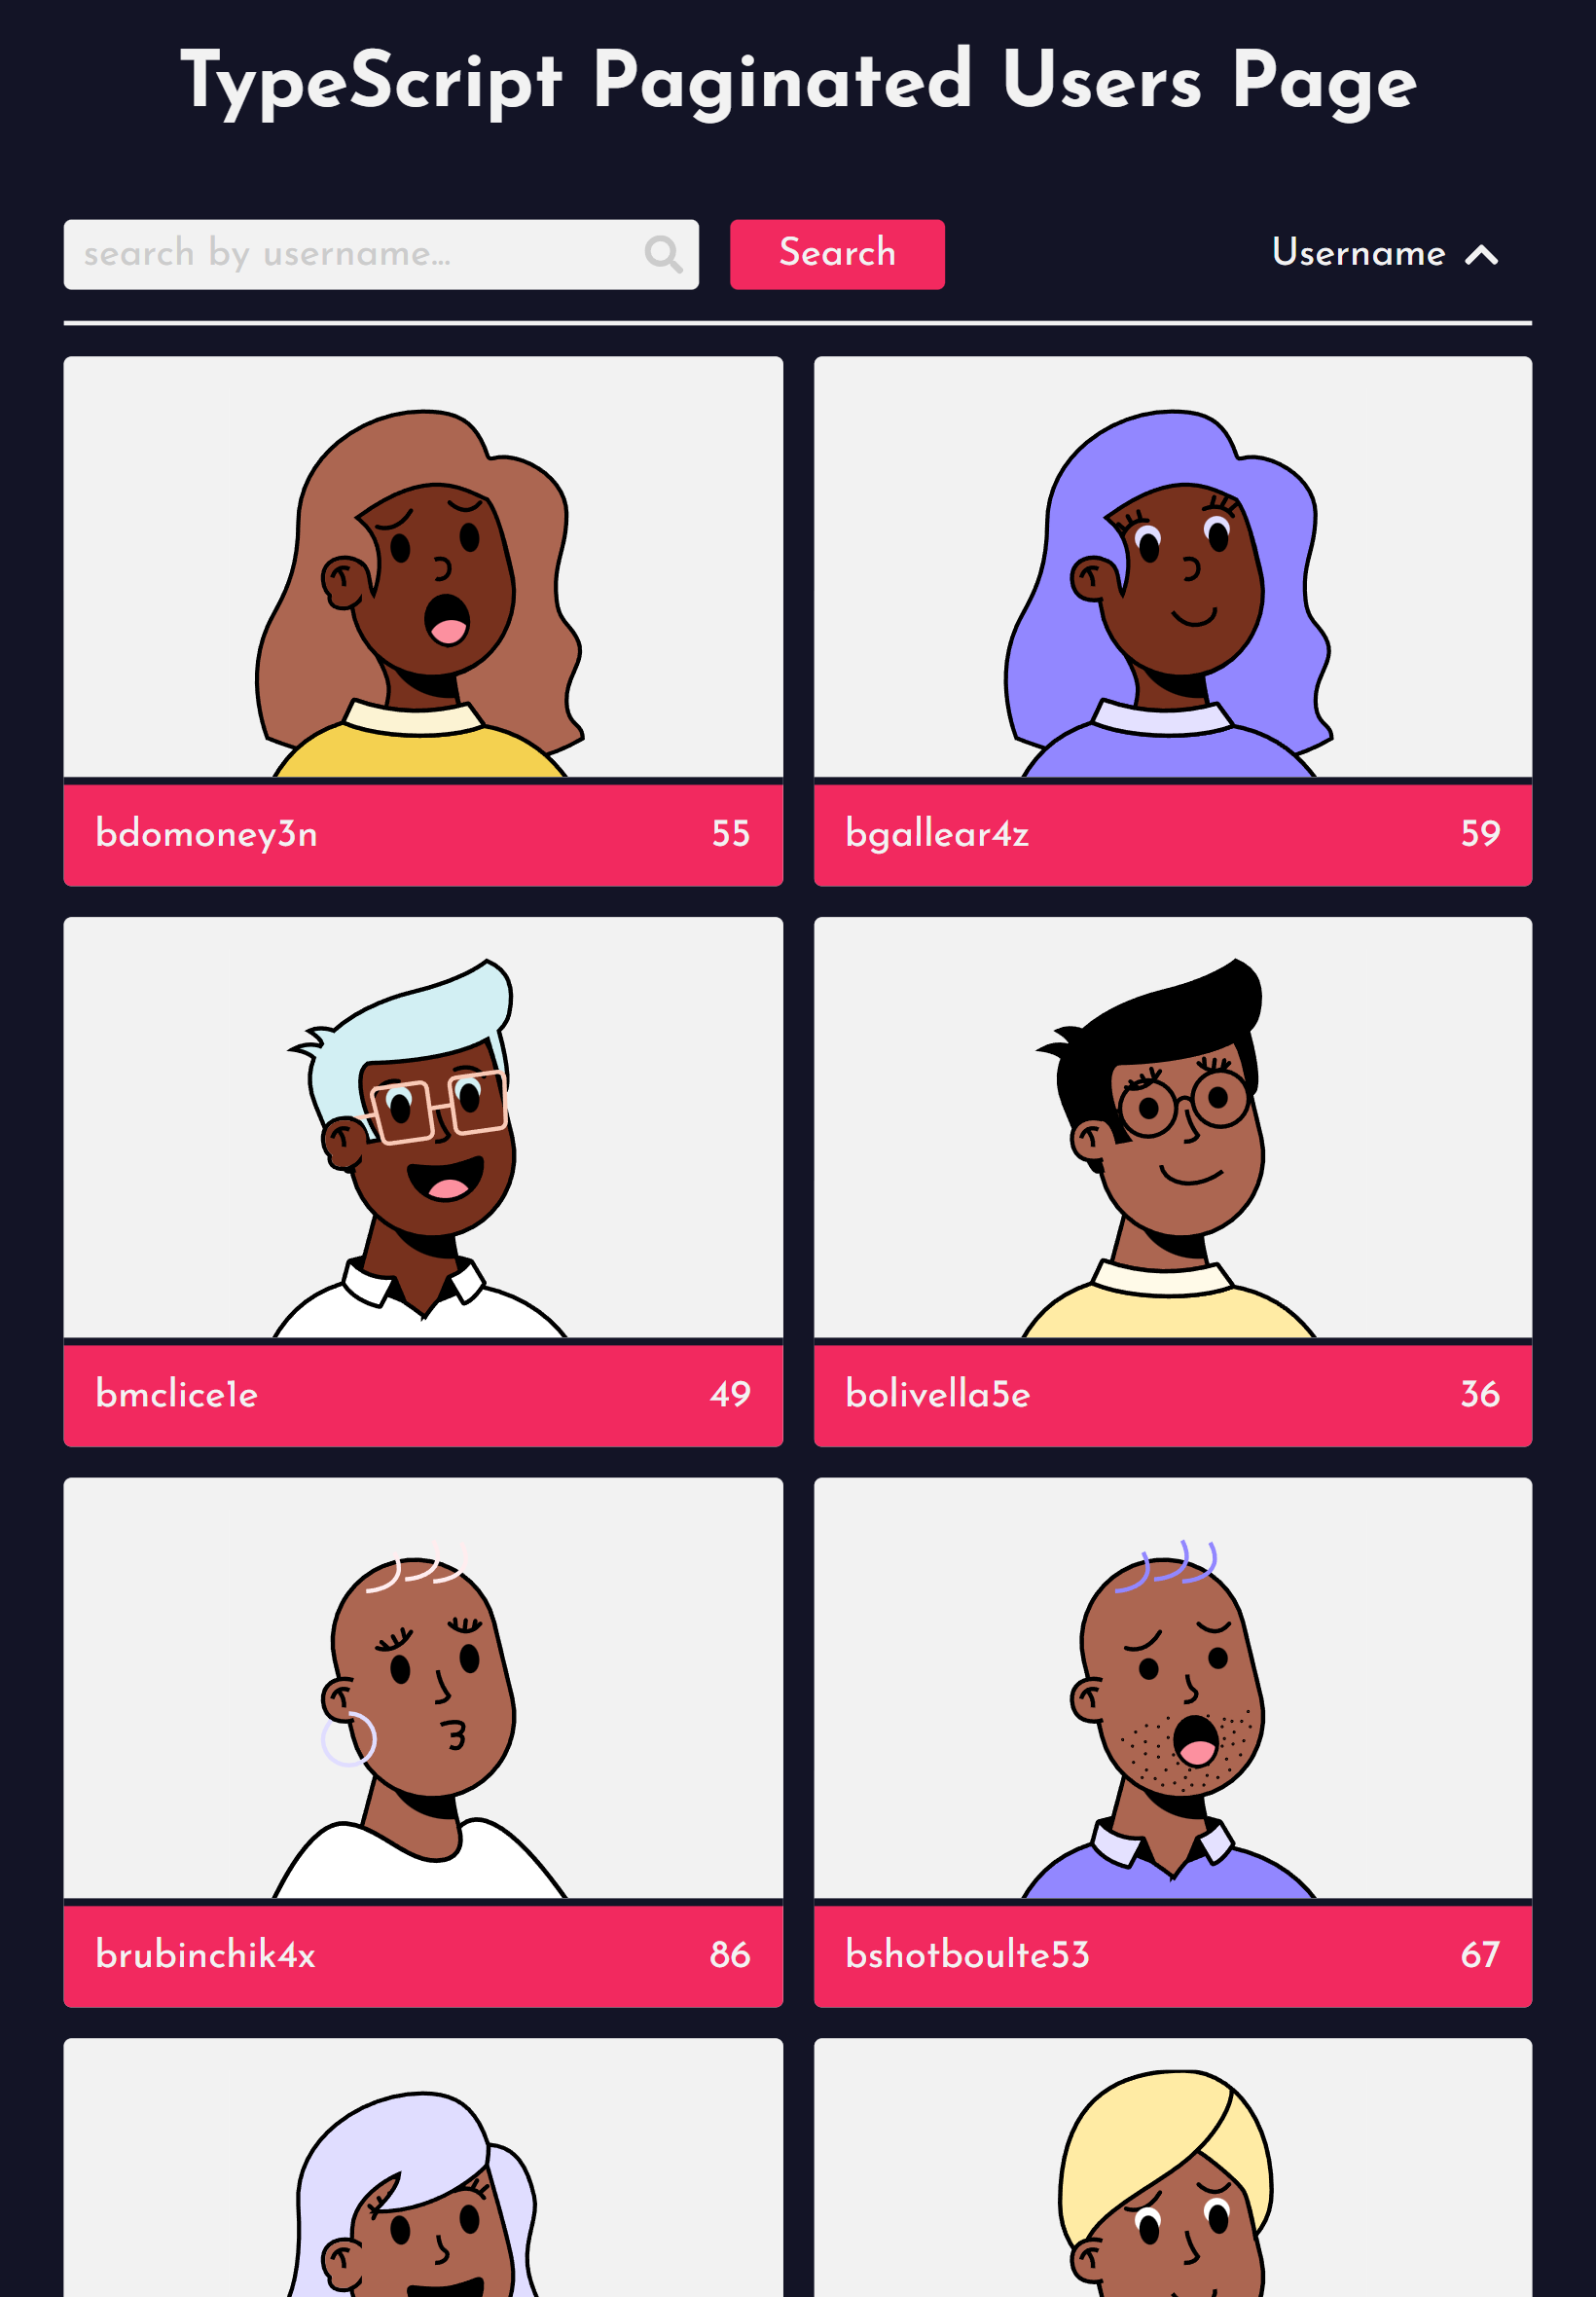 TypeScript Paginated Users Page
search by username... Search Username
bdomoney3n 55 bgallear4z 59
bmclice1e 49 bolivella5e 36
brubinchik4x 86 bshotboulte53 67